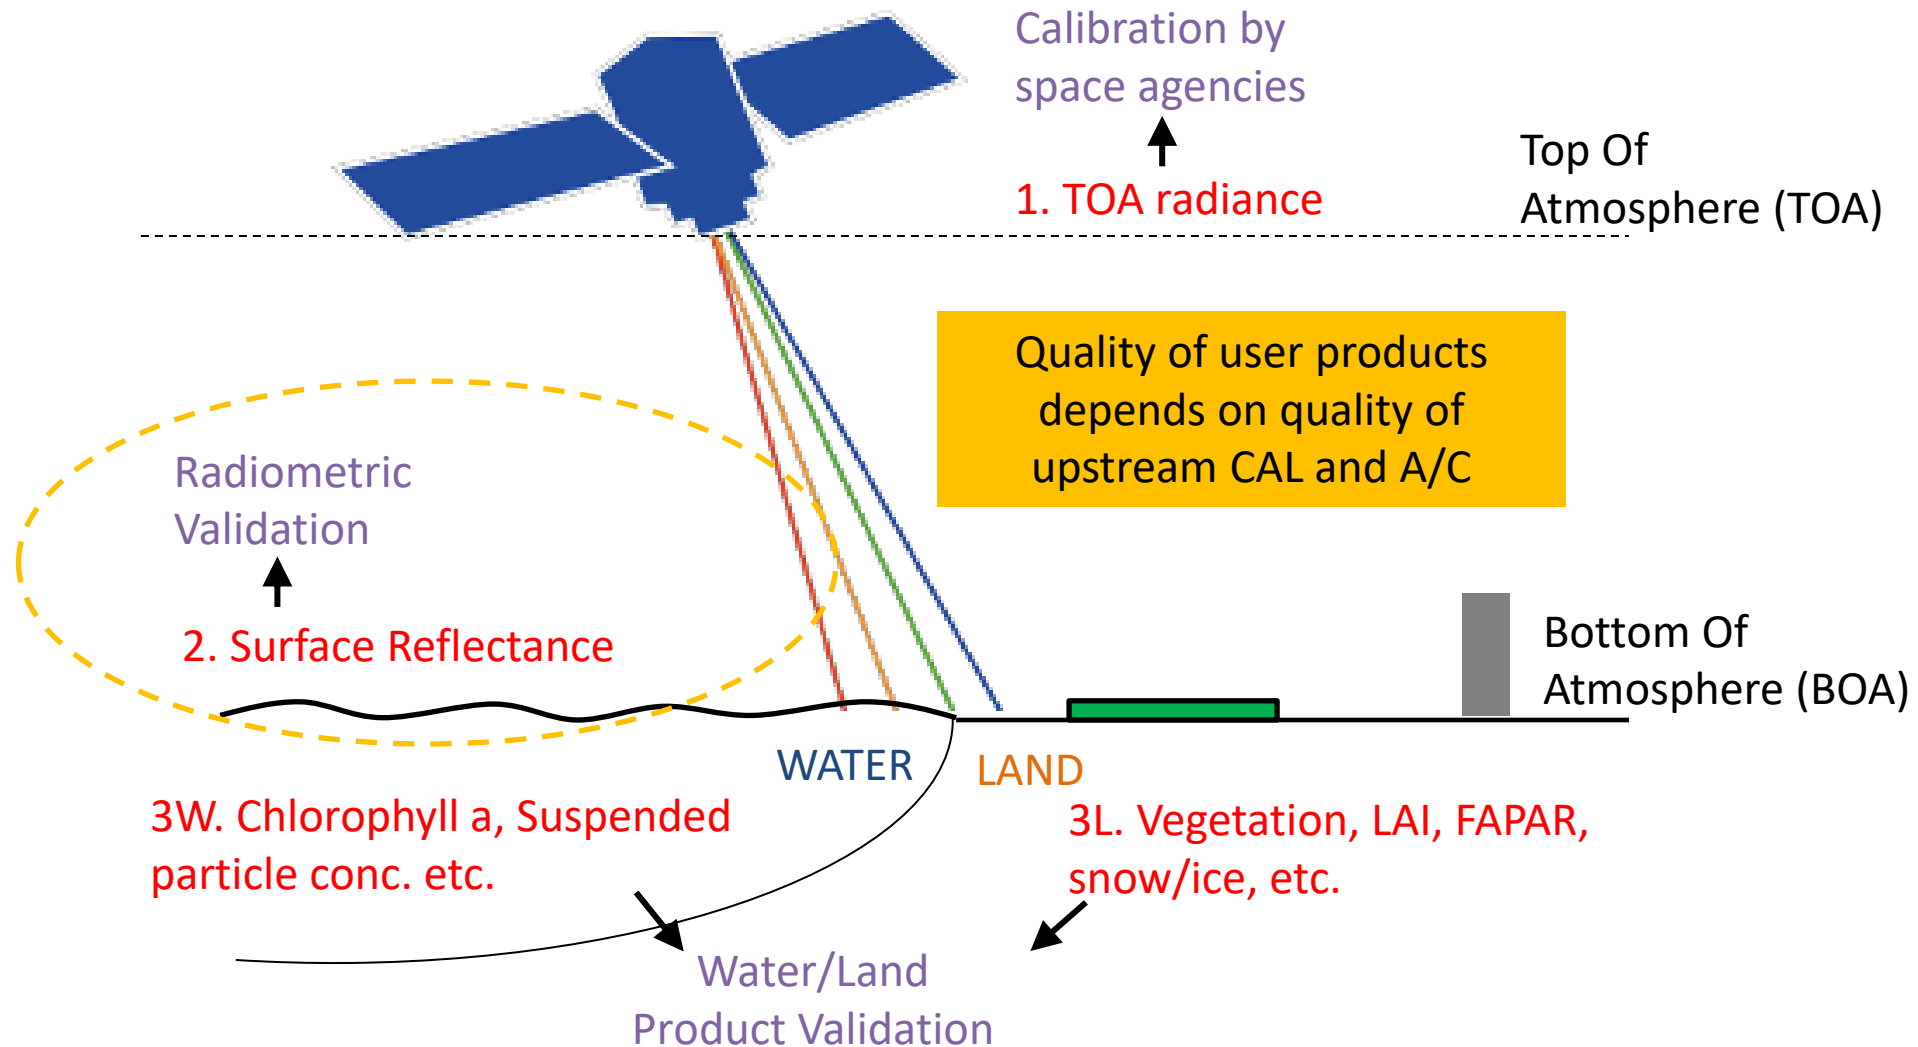 Calibration by
space agencies
1. TOA radiance
Top Of
Atmosphere (TOA)
Quality of user products
depends on quality of
upstream CAL and A/C
Radiometric
Validation
2. Surface Reflectance
Bottom Of
Atmosphere (BOA)
WATER
LAND
3W. Chlorophyll a, Suspended
particle conc. etc.
3L. Vegetation, LAI, FAPAR,
snow/ice, etc.
Water/Land
Product Validation